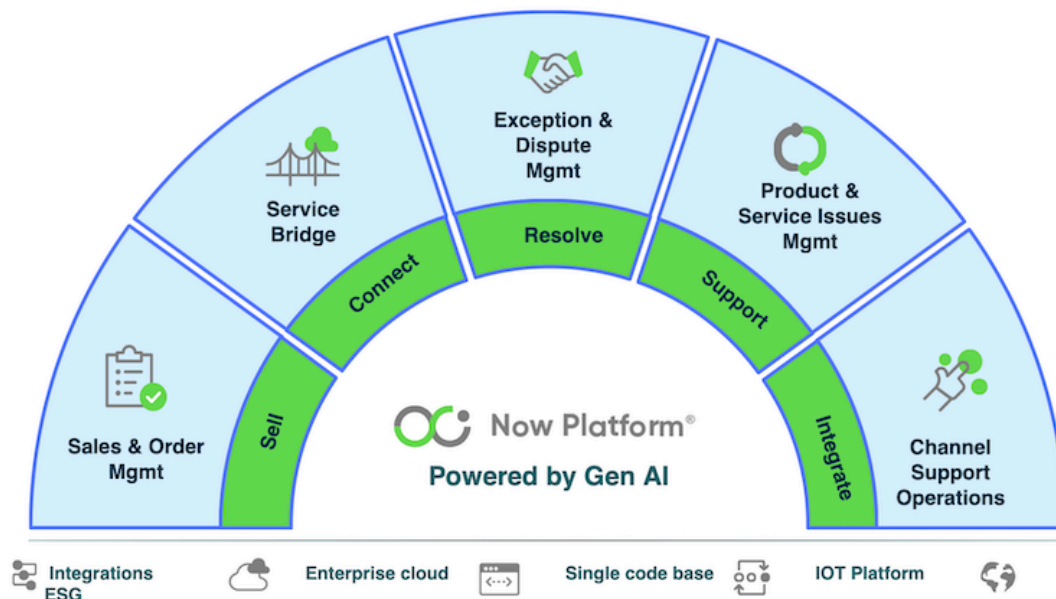 Exception &
Dispute
Mgmt
Service
Bridge
Product &
Service Issues
Mgmt
Resolve
Connect
Support
Sales & Order
Mgmt
Sell
Now Platform®
Powered by Gen AI
Integrate
Channel
Support
Operations
Integrations Enterprise cloud Single code base IOT Platform
ESG